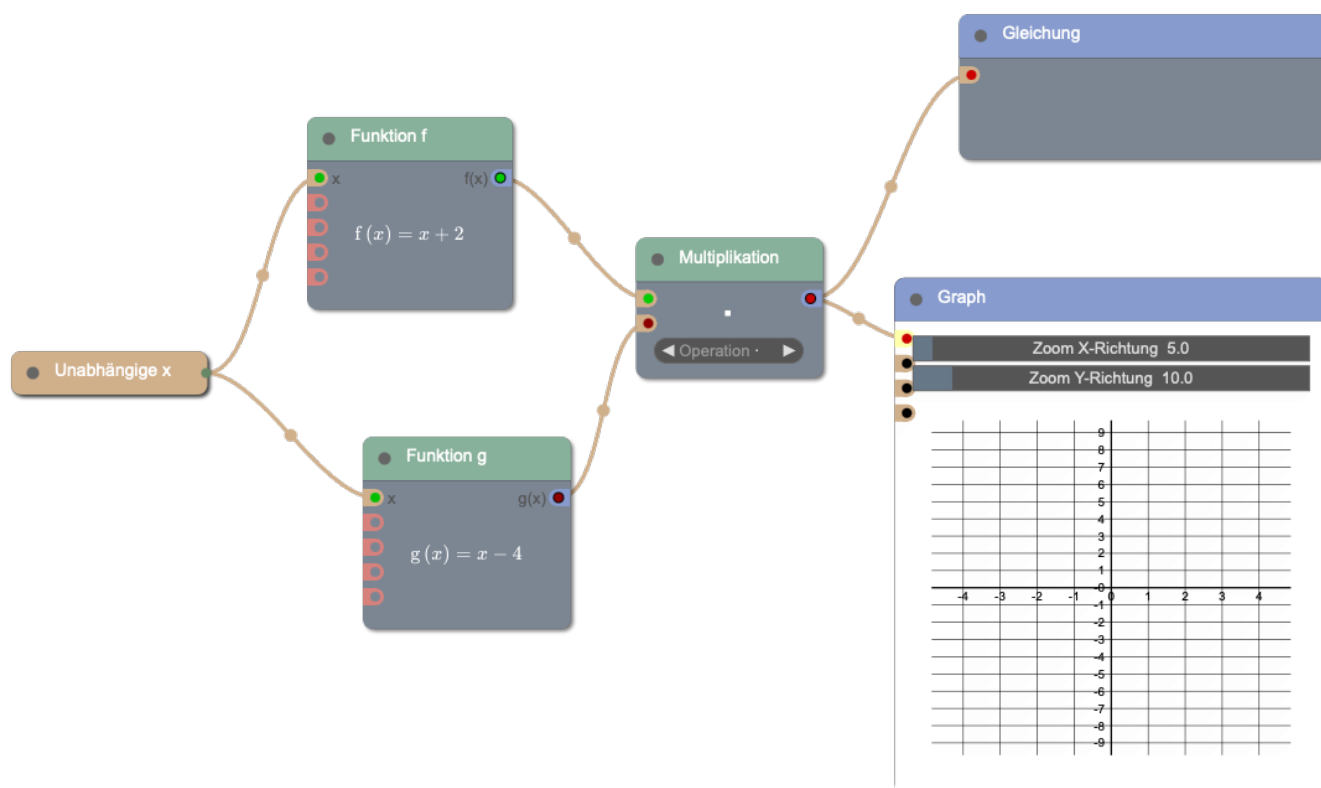 Gleichung
Funktion f
x
f(x)
f (x) = x + 2
Multiplikation
·
Operation ·
Unabhängige x
Funktion g
x
g(x)
g (x) = x − 4
Graph
Zoom X-Richtung 5.0
Zoom Y-Richtung 10.0
9
8
7
6
5
4
3
2
1
-0
-4 -3 -2 -1 0 1 2 3 4
-1
-2
-3
-4
-5
-6
-7
-8
-9